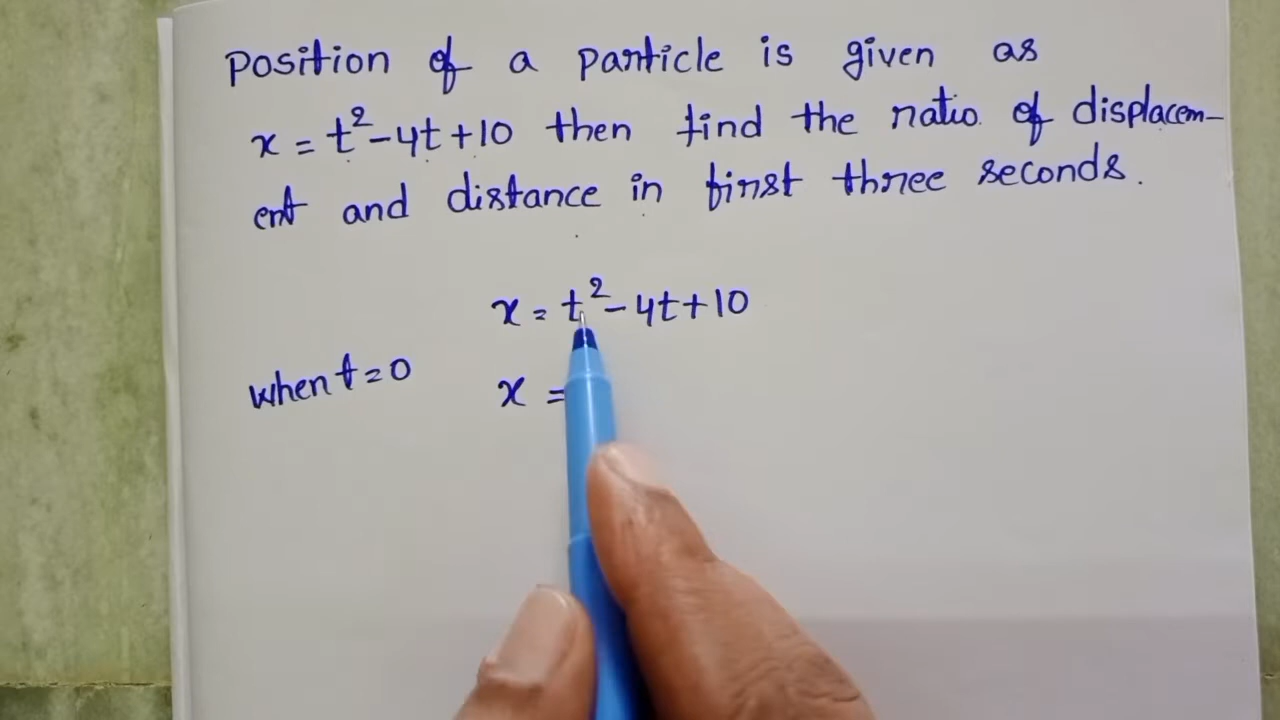 Position of a particle is given as
x = t² - 4t + 10 then find the ratio of displacem-
ent and distance in first three seconds.
x = t² - 4t + 10
when t = 0 x =